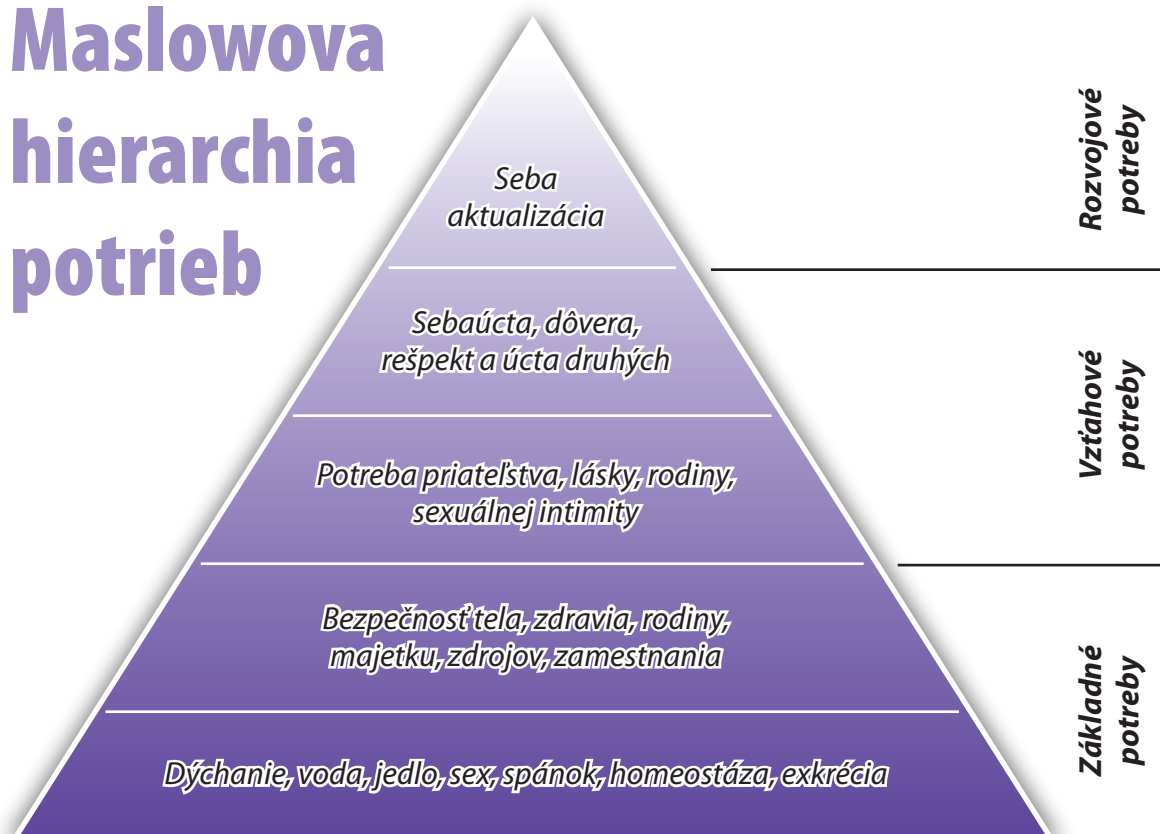 Maslowova
hierarchia
potrieb
Seba
aktualizácia
Sebaúcta, dôvera,
rešpekt a úcta druhých
Potreba priateľstva, lásky, rodiny,
sexuálnej intimity
Bezpečnosť tela, zdravia, rodiny,
majetku, zdrojov, zamestnania
Dýchanie, voda, jedlo, sex, spánok, homeostáza, exkrécia
Rozvojové
potreby
Vzťahové
potreby
Základné
potreby